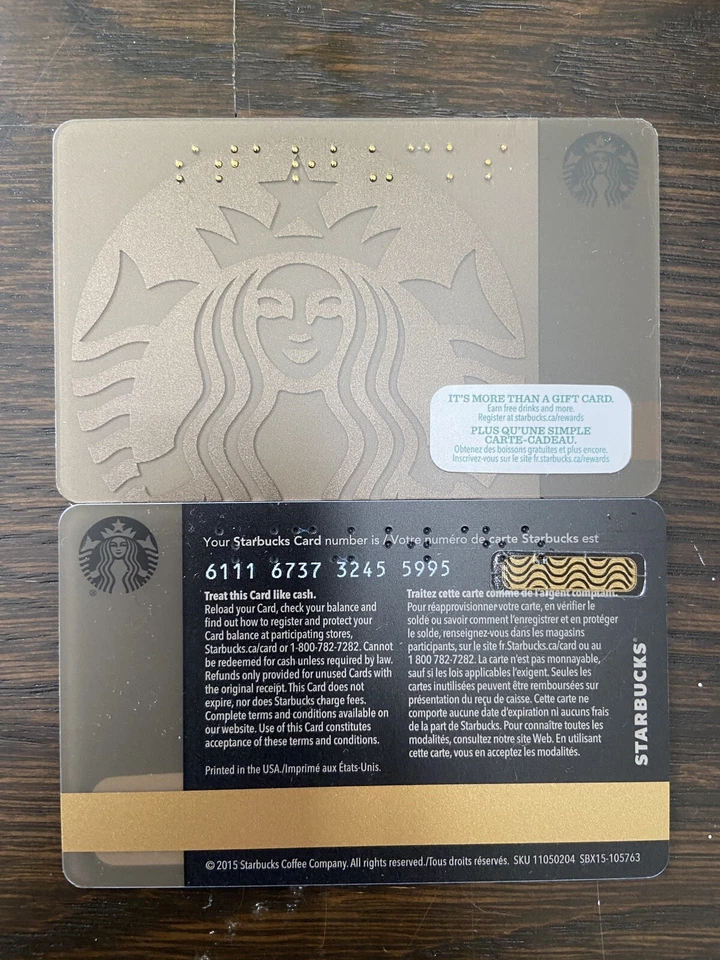 IT'S MORE THAN A GIFT CARD.
Earn free drinks and more.
Register at starbucks.ca/rewards
PLUS QU'UNE SIMPLE
CARTE-CADEAU.
Obtenez des boissons gratuites et plus encore.
Inscrivez-vous sur le site fr.starbucks.ca/rewards
Your Starbucks Card number is / Votre numéro de carte Starbucks est
6111 6737 3245 5995
Treat this Card like cash.
Reload your Card, check your balance and
find out how to register and protect your
Card balance at participating stores,
Starbucks.ca/card or 1-800-782-7282. Cannot
be redeemed for cash unless required by law.
Refunds only provided for unused Cards with
the original receipt. This Card does not
expire, nor does Starbucks charge fees.
Complete terms and conditions available on
our website. Use of this Card constitutes
acceptance of these terms and conditions.
Printed in the USA./Imprimé aux États-Unis.
Traitez cette carte comme de l'argent comptant.
Pour réapprovisionner votre carte, en vérifier le
solde ou savoir comment l'enregistrer et en protéger
le solde, renseignez-vous dans les magasins
participants, sur le site fr.Starbucks.ca/card ou au
1 800 782-7282. La carte n'est pas monnayable,
sauf si les lois applicables l'exigent. Seules les
cartes inutilisées peuvent être remboursées sur
présentation du reçu de caisse. Cette carte ne
comporte aucune date d'expiration ni aucuns frais
de la part de Starbucks. Pour connaître toutes les
modalités, consultez notre site Web. En utilisant
cette carte, vous en acceptez les modalités.
STARBUCKS®
© 2015 Starbucks Coffee Company. All rights reserved./Tous droits réservés. SKU 11050204 SBX15-105763